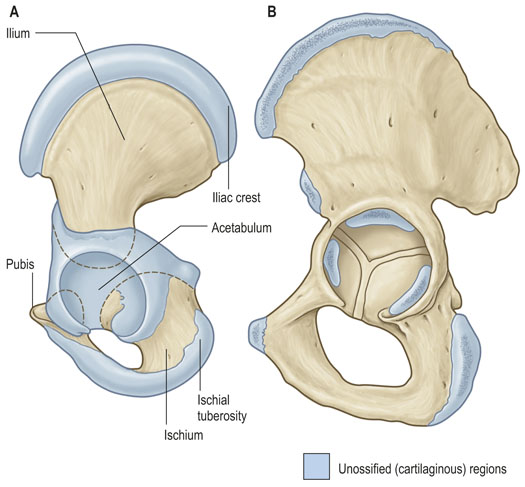 A
B
Ilium
Iliac crest
Acetabulum
Pubis
Ischial
tuberosity
Ischium
Unossified (cartilaginous) regions